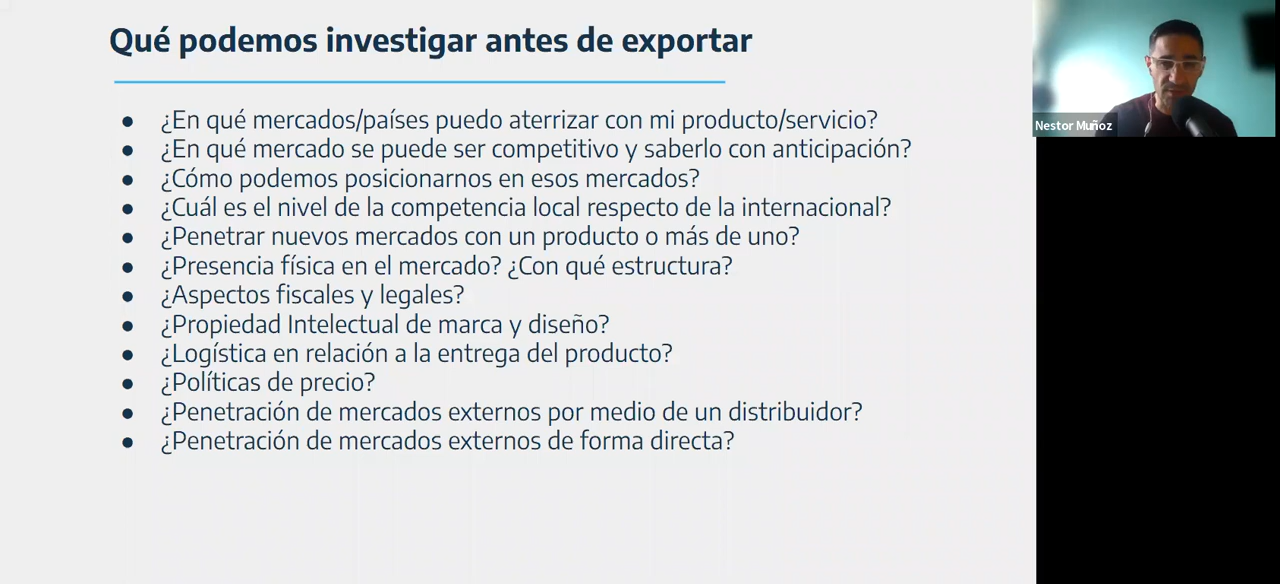 Qué podemos investigar antes de exportar
● ¿En qué mercados/países puedo aterrizar con mi producto/servicio?
● ¿En qué mercado se puede ser competitivo y saberlo con anticipación?
● ¿Cómo podemos posicionarnos en esos mercados?
● ¿Cuál es el nivel de la competencia local respecto de la internacional?
● ¿Penetrar nuevos mercados con un producto o más de uno?
● ¿Presencia física en el mercado? ¿Con qué estructura?
● ¿Aspectos fiscales y legales?
● ¿Propiedad Intelectual de marca y diseño?
● ¿Logística en relación a la entrega del producto?
● ¿Políticas de precio?
● ¿Penetración de mercados externos por medio de un distribuidor?
● ¿Penetración de mercados externos de forma directa?
Nestor Muñoz